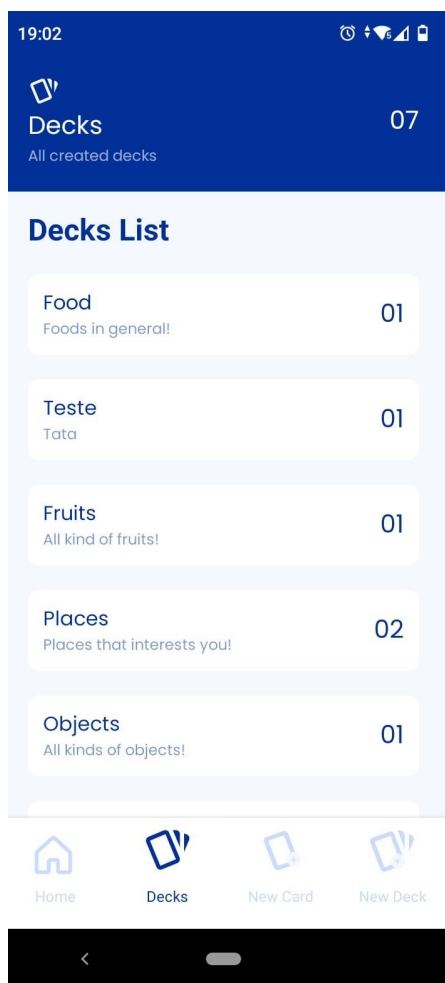 19:02
Decks
07
All created decks
Decks List
Food
01
Foods in general!
Teste
01
Tata
Fruits
01
All kind of fruits!
Places
02
Places that interests you!
Objects
01
All kinds of objects!
Home
Decks
New Card
New Deck